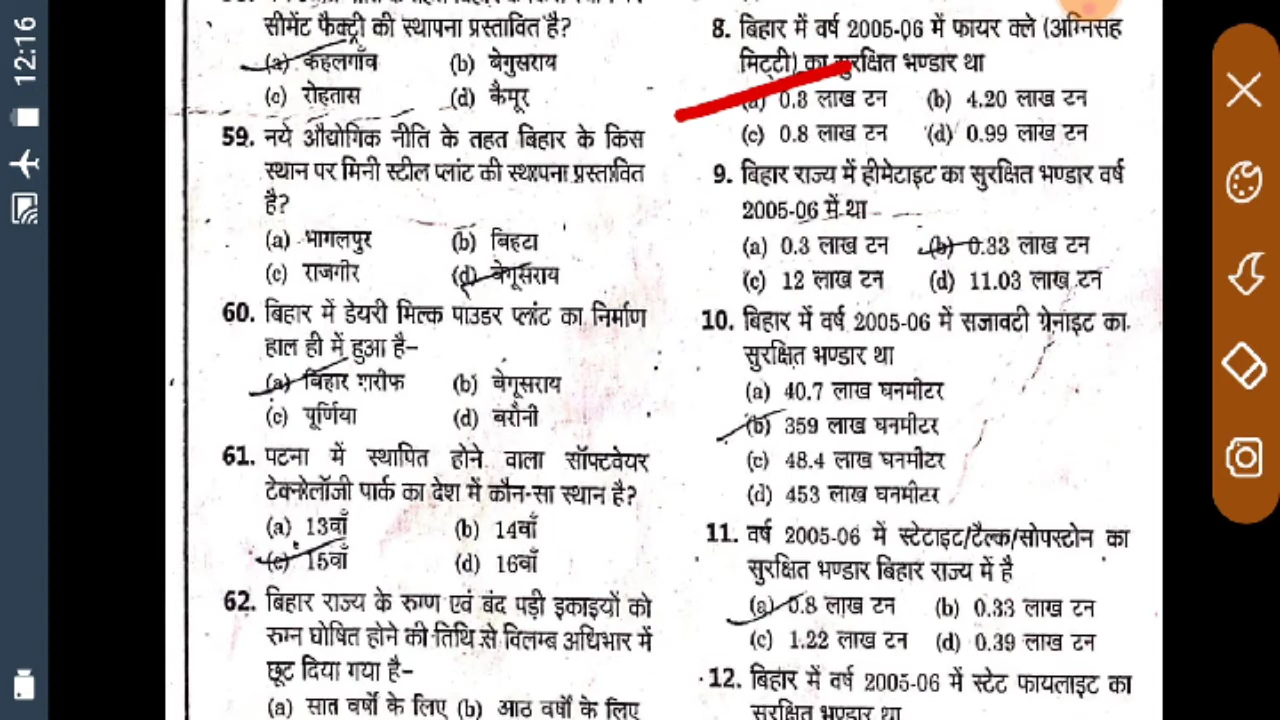 12:16
सीमेंट फैक्ट्री की स्थापना प्रस्तावित है?
(a) कहलगाँव (b) बेगुसराय
(c) रोहतास (d) कैमूर
59. नये औद्योगिक नीति के तहत बिहार के किस
स्थान पर मिनी स्टील प्लांट की स्थापना प्रस्तावित
है?
(a) भागलपुर (b) बिहटा
(c) राजगीर (d) बेगूसराय
60. बिहार में डेयरी मिल्क पाउडर प्लांट का निर्माण
हाल ही में हुआ है–
(a) बिहार शरीफ (b) बेगूसराय
(c) पूर्णिया (d) बरौनी
61. पटना में स्थापित होने वाला सॉफ्टवेयर
टेक्नोलॉजी पार्क का देश में कौन-सा स्थान है?
(a) 13वाँ (b) 14वाँ
(c) 15वाँ (d) 16वाँ
62. बिहार राज्य के रुग्ण एवं बंद पड़ी इकाइयों को
रुग्न घोषित होने की तिथि से विलम्ब अधिभार में
छूट दिया गया है–
(a) सात वर्षो के लिए (b) आठ वर्षो के लिए
8. बिहार में वर्ष 2005-06 में फायर क्ले (अग्निसह
मिट्टी) का सुरक्षित भण्डार था
(a) 0.3 लाख टन (b) 4.20 लाख टन
(c) 0.8 लाख टन (d) 0.99 लाख टन
9. बिहार राज्य में हीमेटाइट का सुरक्षित भण्डार वर्ष
2005-06 में था
(a) 0.3 लाख टन (b) 0.33 लाख टन
(c) 12 लाख टन (d) 11.03 लाख टन
10. बिहार में वर्ष 2005-06 में सजावटी ग्रेनाइट का
सुरक्षित भण्डार था
(a) 40.7 लाख घनमीटर
(b) 359 लाख घनमीटर
(c) 48.4 लाख घनमीटर
(d) 453 लाख घनमीटर
11. वर्ष 2005-06 में स्टेटाइट/टैल्क/सोपस्टोन का
सुरक्षित भण्डार बिहार राज्य में है
(a) 0.8 लाख टन (b) 0.33 लाख टन
(c) 1.22 लाख टन (d) 0.39 लाख टन
12. बिहार में वर्ष 2005-06 में स्टेट फायलाइट का
सुरक्षित भण्डार था